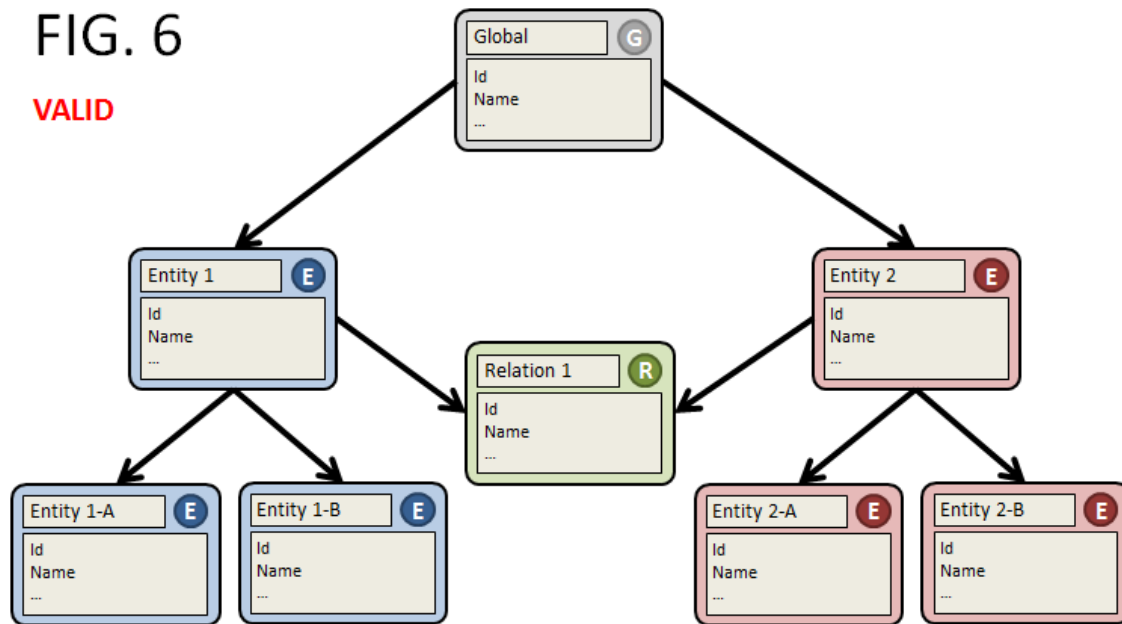 FIG. 6
VALID
Global G
Id
Name
...
Entity 1 E
Id
Name
...
Entity 2 E
Id
Name
...
Relation 1 R
Id
Name
...
Entity 1-A E
Id
Name
...
Entity 1-B E
Id
Name
...
Entity 2-A E
Id
Name
...
Entity 2-B E
Id
Name
...